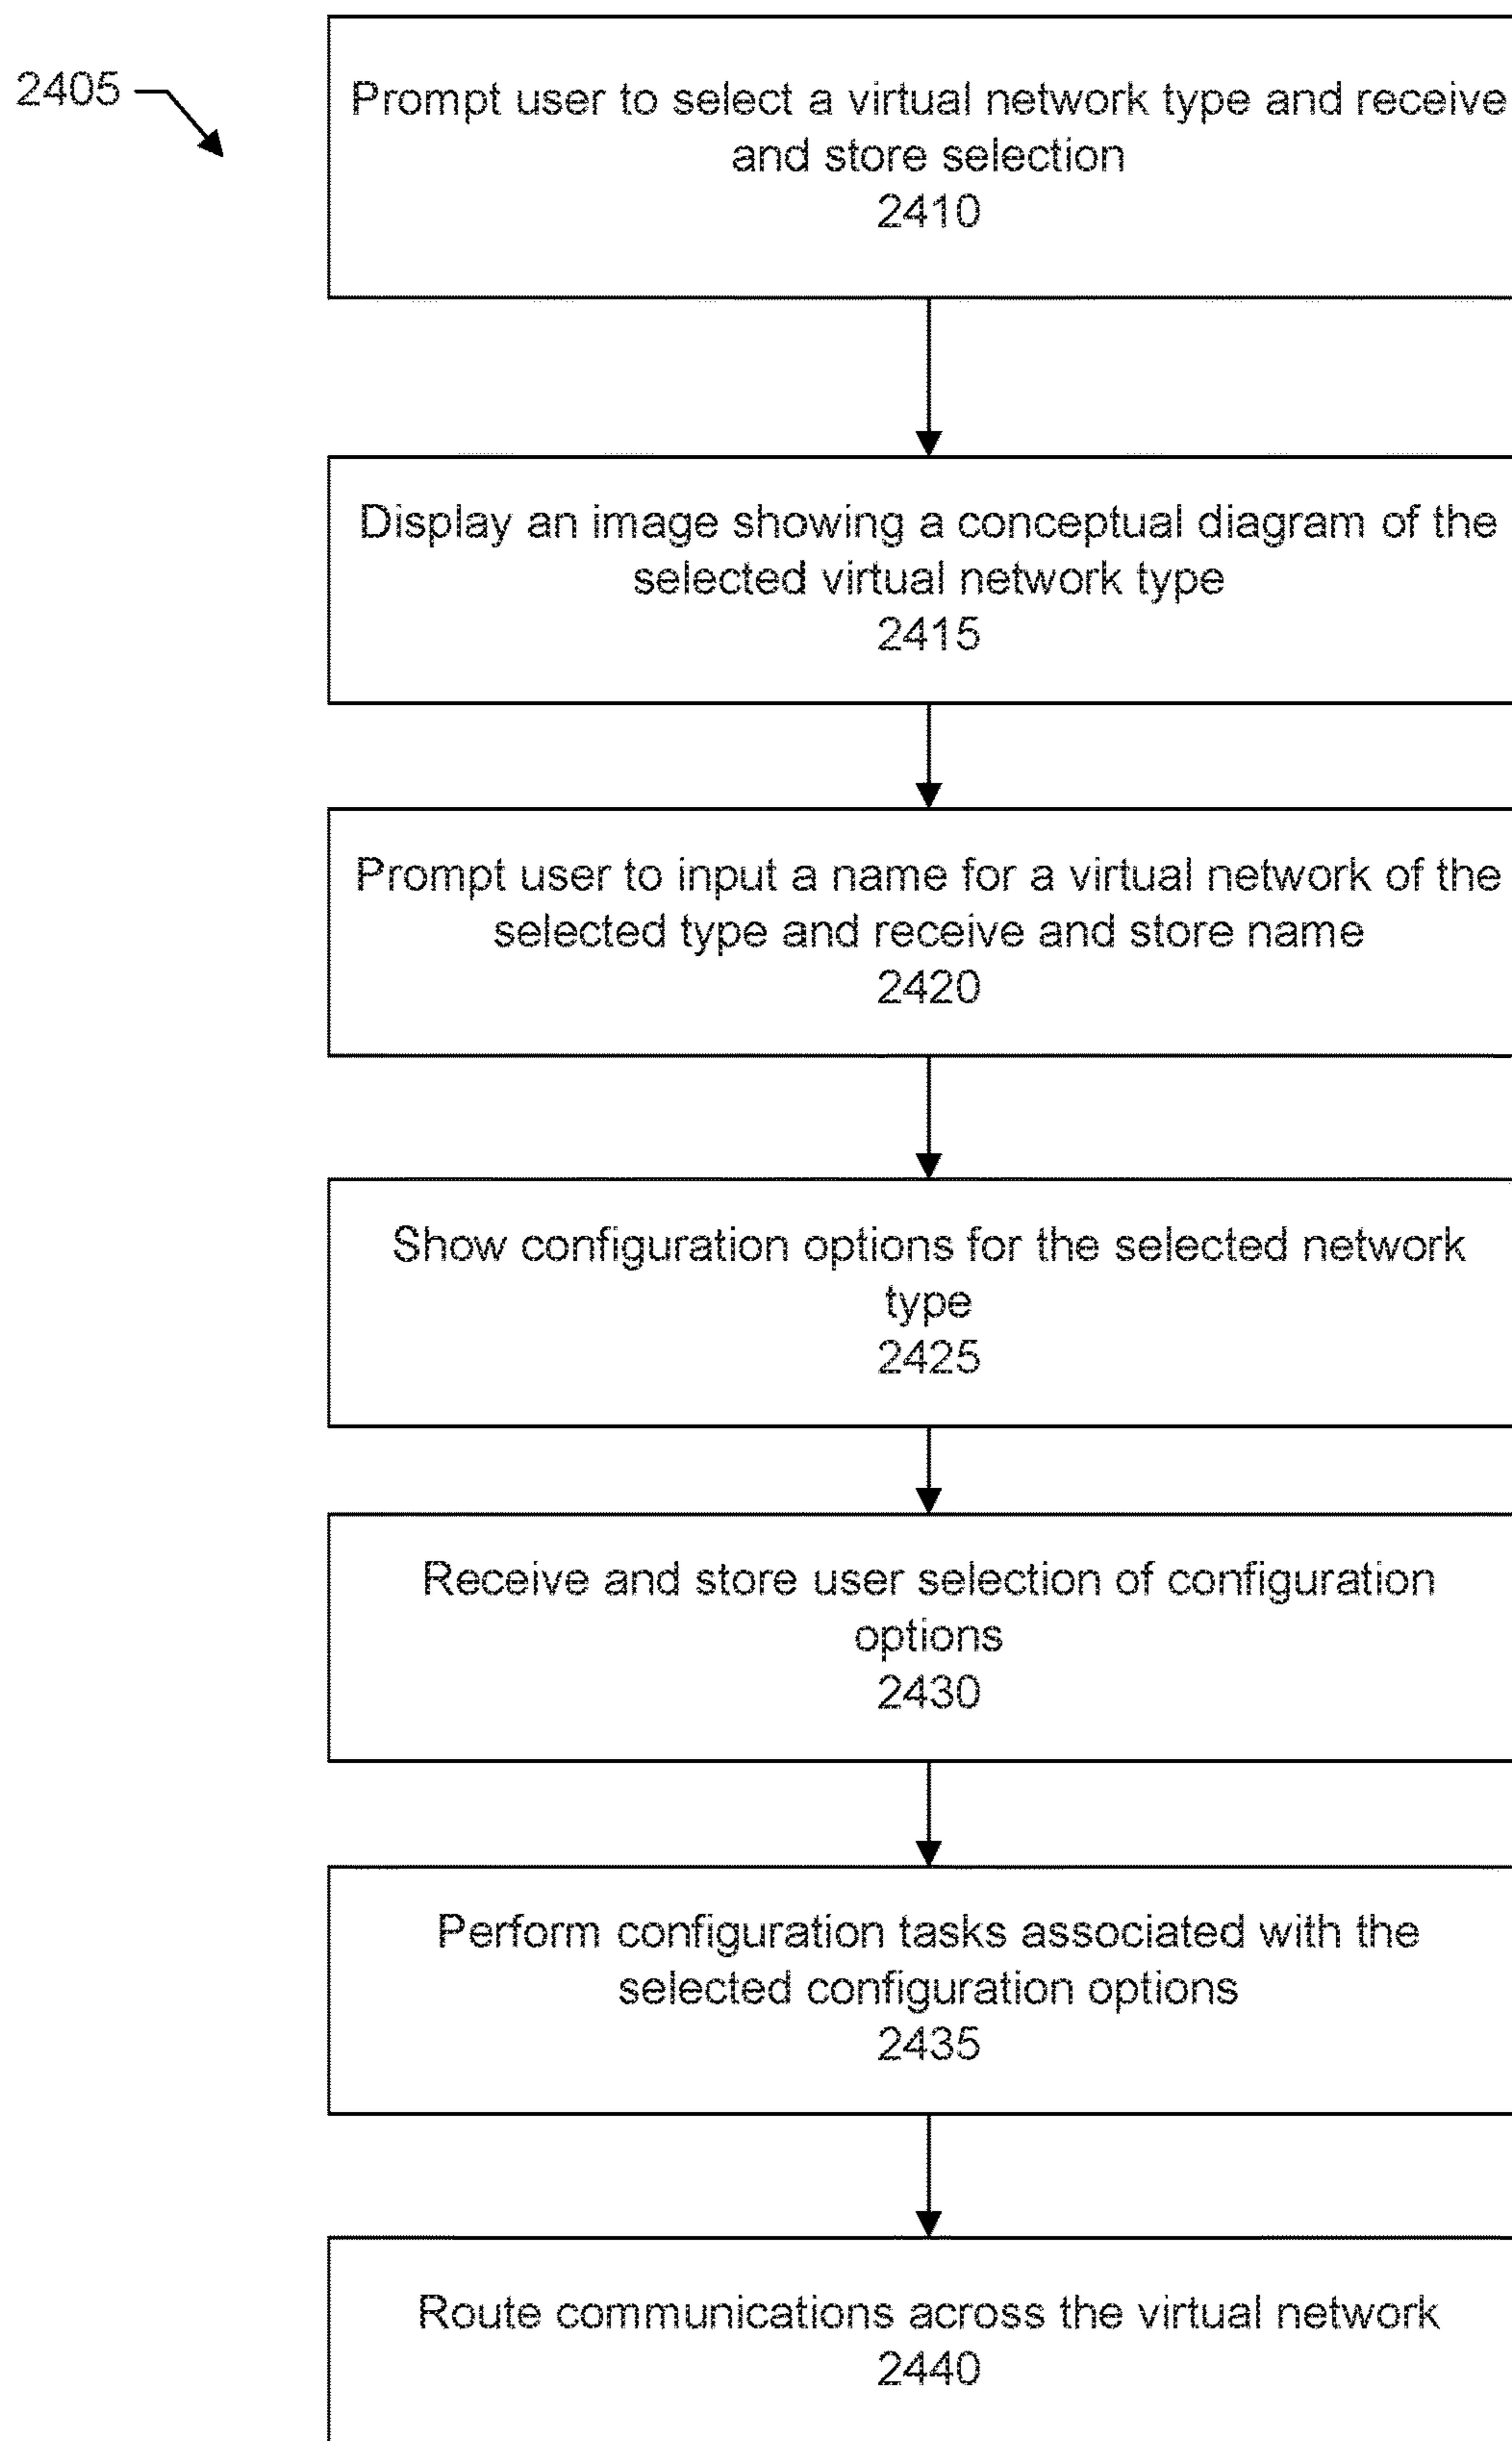 2405
Prompt user to select a virtual network type and receive
and store selection
2410
Display an image showing a conceptual diagram of the
selected virtual network type
2415
Prompt user to input a name for a virtual network of the
selected type and receive and store name
2420
Show configuration options for the selected network
type
2425
Receive and store user selection of configuration
options
2430
Perform configuration tasks associated with the
selected configuration options
2435
Route communications across the virtual network
2440